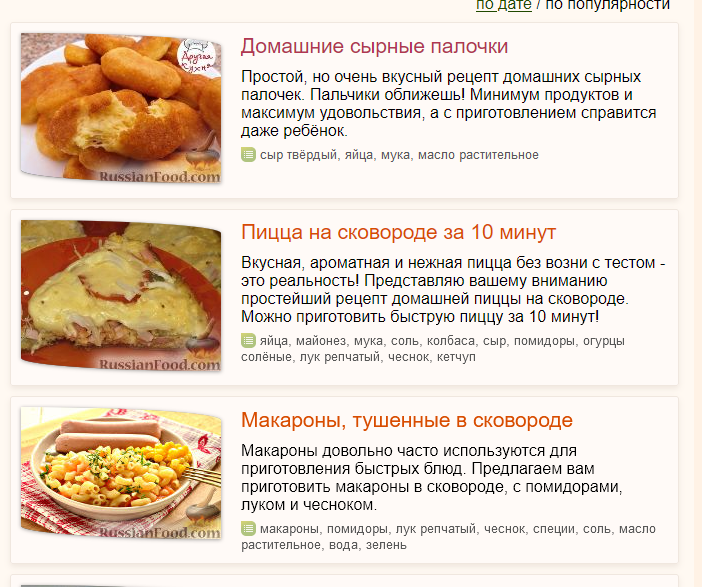 по дате / по популярности
Домашние сырные палочки
Простой, но очень вкусный рецепт домашних сырных
палочек. Пальчики оближешь! Минимум продуктов и
максимум удовольствия, а с приготовлением справится
даже ребёнок.
сыр твёрдый, яйца, мука, масло растительное
Другая
Кухня
RussianFood.com
Пицца на сковороде за 10 минут
Вкусная, ароматная и нежная пицца без возни с тестом -
это реальность! Представляю вашему вниманию
простейший рецепт домашней пиццы на сковороде.
Можно приготовить быструю пиццу за 10 минут!
яйца, майонез, мука, соль, колбаса, сыр, помидоры, огурцы
солёные, лук репчатый, чеснок, кетчуп
RussianFood.com
Макароны, тушенные в сковороде
Макароны довольно часто используются для
приготовления быстрых блюд. Предлагаем вам
приготовить макароны в сковороде, с помидорами,
луком и чесноком.
макароны, помидоры, лук репчатый, чеснок, специи, соль, масло
растительное, вода, зелень
RussianFood.com